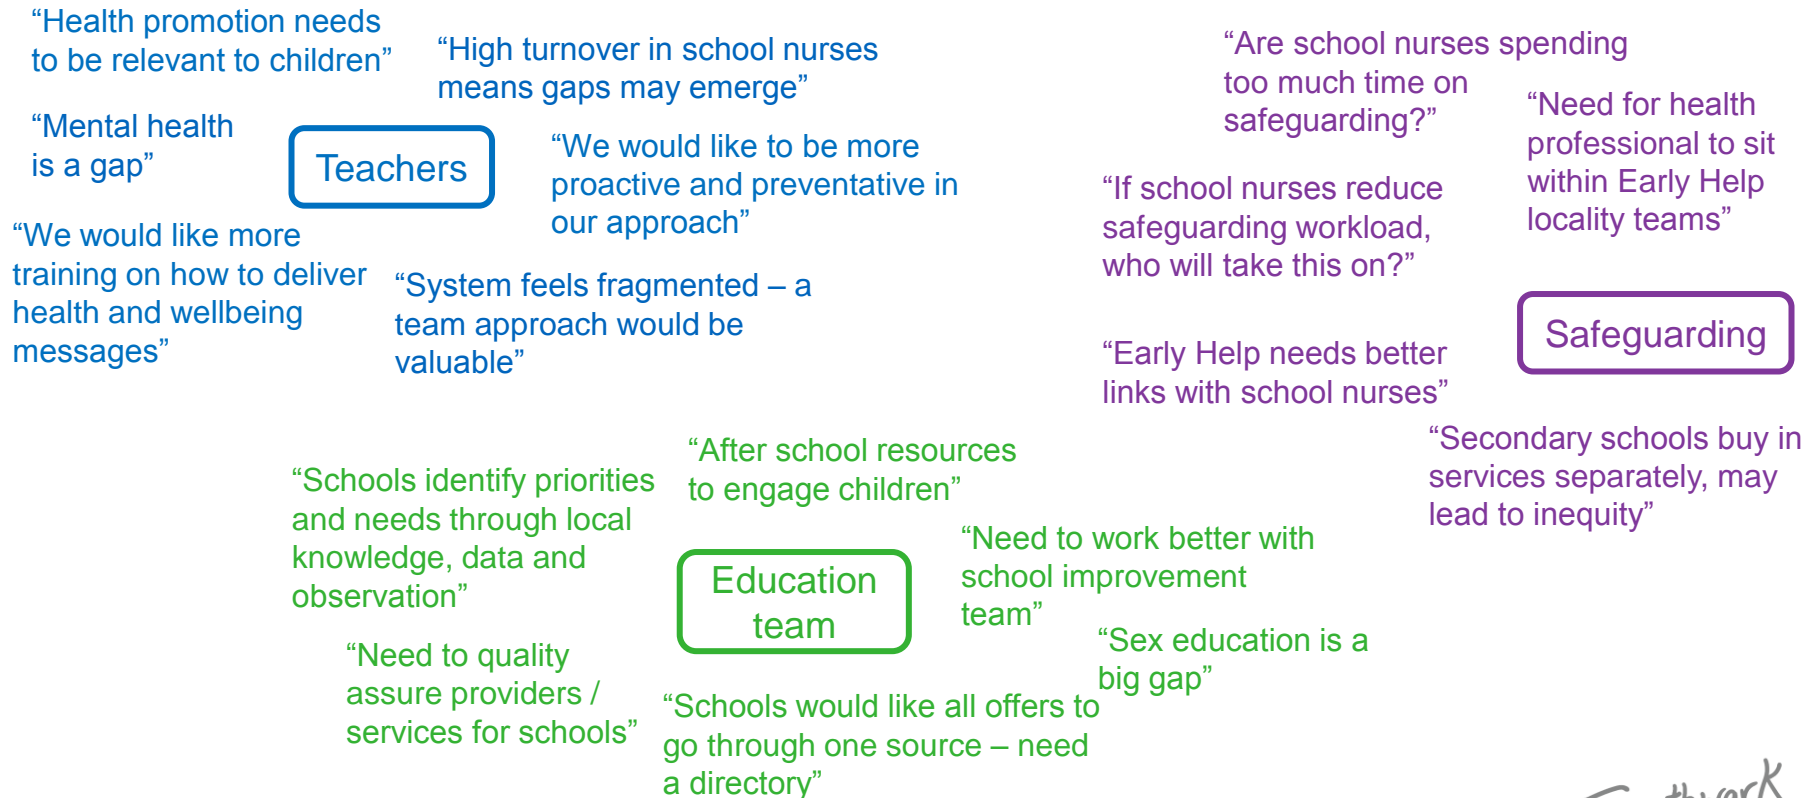 “Health promotion needs
to be relevant to children”
“High turnover in school nurses
means gaps may emerge”
“Mental health
is a gap”
Teachers
“We would like to be more
proactive and preventative in
our approach”
“We would like more
training on how to deliver
health and wellbeing
messages”
“System feels fragmented – a
team approach would be
valuable”
“Are school nurses spending
too much time on
safeguarding?”
“Need for health
professional to sit
within Early Help
locality teams”
“If school nurses reduce
safeguarding workload,
who will take this on?”
Safeguarding
“Early Help needs better
links with school nurses”
“Secondary schools buy in
services separately, may
lead to inequity”
“After school resources
to engage children”
“Schools identify priorities
and needs through local
knowledge, data and
observation”
“Need to work better with
school improvement
team”
Education
team
“Sex education is a
big gap”
“Need to quality
assure providers /
services for schools”
“Schools would like all offers to
go through one source – need
a directory”
Southwark